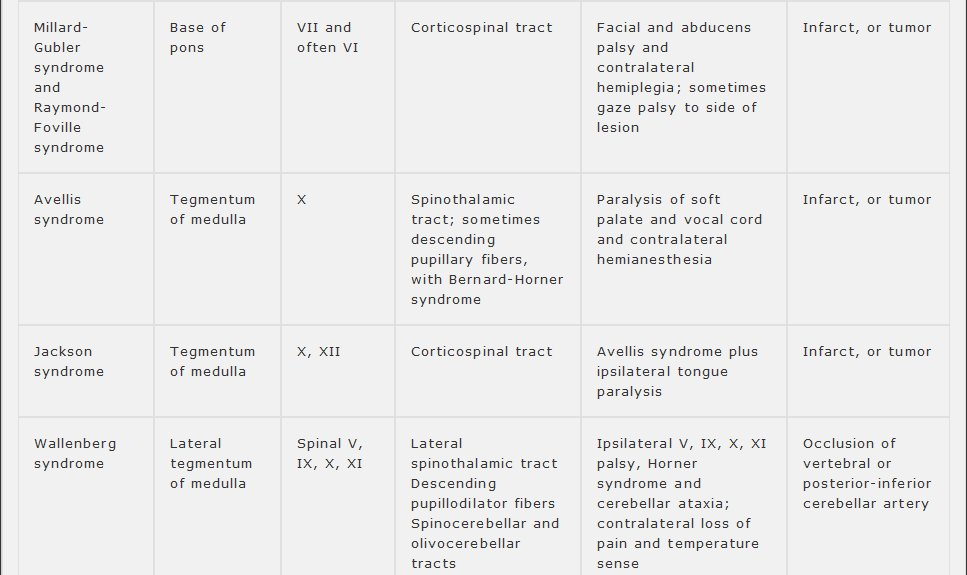 Millard-
Gubler
syndrome
and
Raymond-
Foville
syndrome
Base of
pons
VII and
often VI
Corticospinal tract
Facial and abducens
palsy and
contralateral
hemiplegia; sometimes
gaze palsy to side of
lesion
Infarct, or tumor
Avellis
syndrome
Tegmentum
of medulla
X
Spinothalamic
tract; sometimes
descending
pupillary fibers,
with Bernard-Horner
syndrome
Paralysis of soft
palate and vocal cord
and contralateral
hemianesthesia
Infarct, or tumor
Jackson
syndrome
Tegmentum
of medulla
X, XII
Corticospinal tract
Avellis syndrome plus
ipsilateral tongue
paralysis
Infarct, or tumor
Wallenberg
syndrome
Lateral
tegmentum
of medulla
Spinal V,
IX, X, XI
Lateral
spinothalamic tract
Descending
pupillodilator fibers
Spinocerebellar and
olivocerebellar
tracts
Ipsilateral V, IX, X, XI
palsy, Horner
syndrome and
cerebellar ataxia;
contralateral loss of
pain and temperature
sense
Occlusion of
vertebral or
posterior-inferior
cerebellar artery